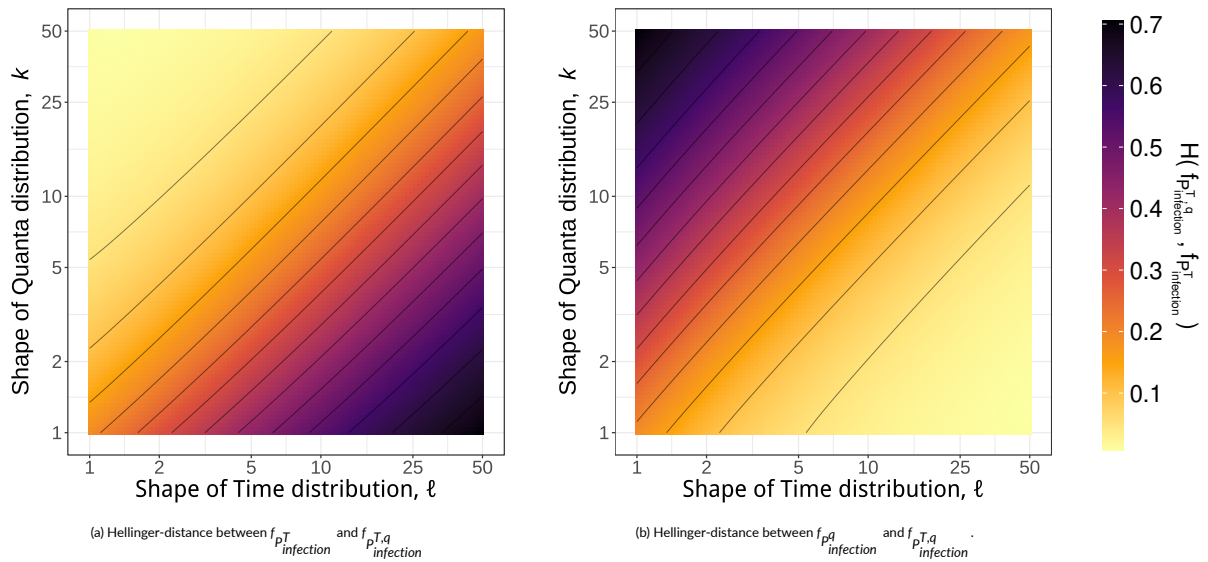 Shape of Quanta distribution, k
50
25
10
5
2
1
1 2 5 10 25 50
Shape of Time distribution, ℓ
(a) Hellinger-distance between f_{P^T_{infection}} and f_{P^{T,q}_{infection}}
Shape of Quanta distribution, k
50
25
10
5
2
1
1 2 5 10 25 50
Shape of Time distribution, ℓ
(b) Hellinger-distance between f_{P^q_{infection}} and f_{P^{T,q}_{infection}}.
0.7
0.6
0.5
0.4
0.3
0.2
0.1
H( f_{P^{T,q}_{infection}} , f_{P^T_{infection}} )